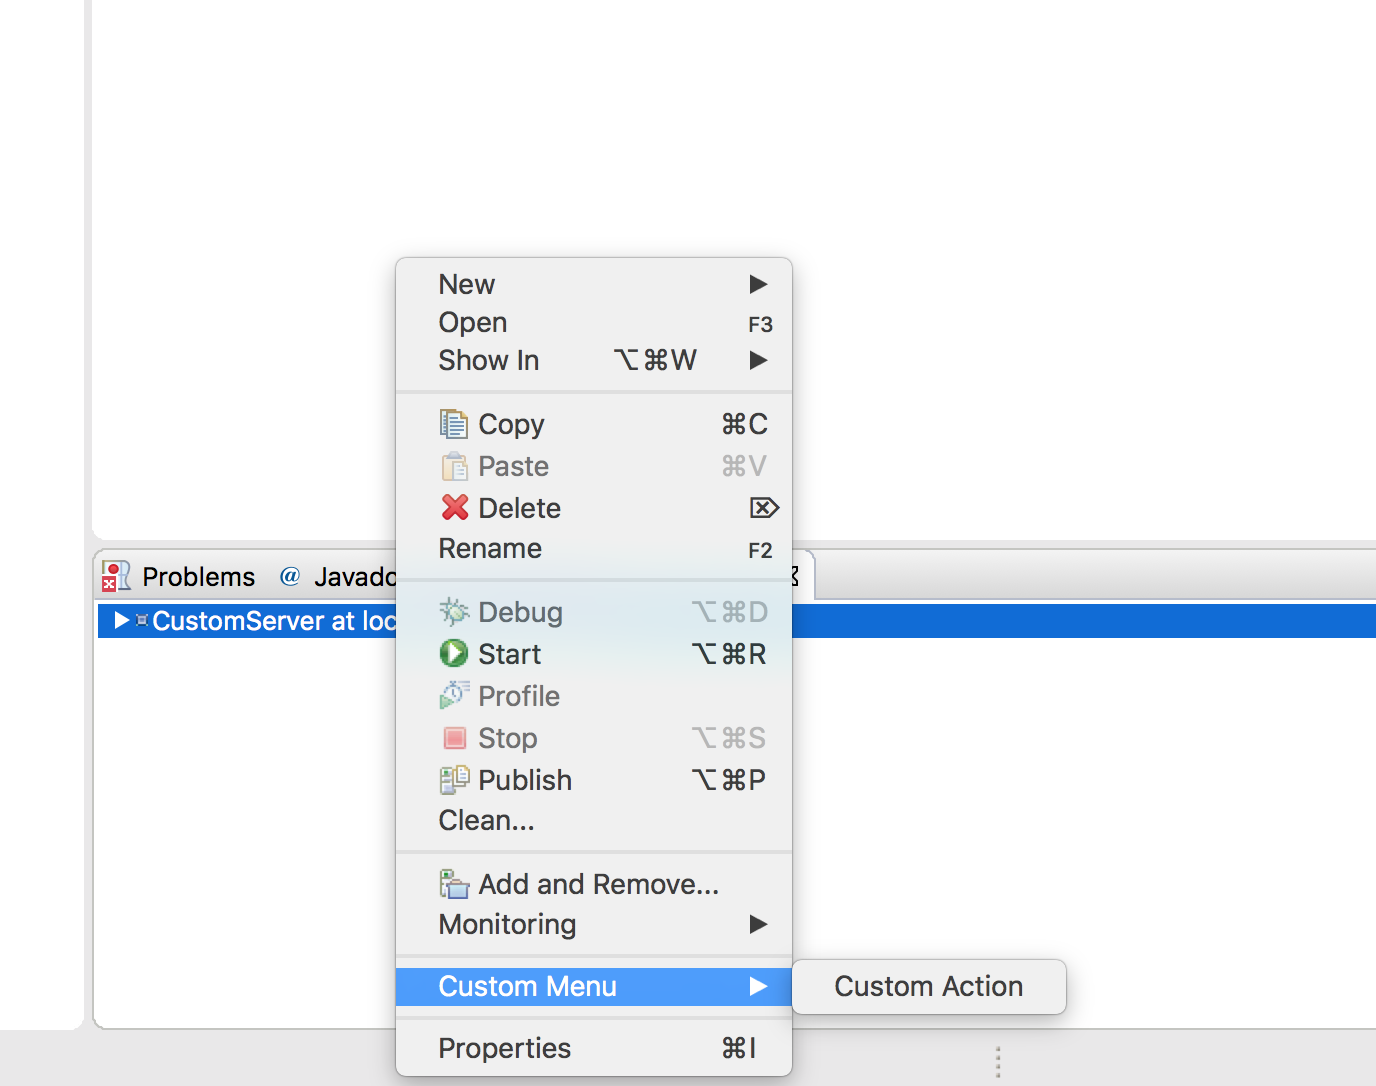 New
Open F3
Show In ⌥⌘W
Copy ⌘C
Paste ⌘V
Delete ⌦
Rename F2
Problems @ Javado
Debug ⌥⌘D
CustomServer at loc
Start ⌥⌘R
Profile
Stop ⌥⌘S
Publish ⌥⌘P
Clean...
Add and Remove...
Monitoring
Custom Menu
Custom Action
Properties ⌘I